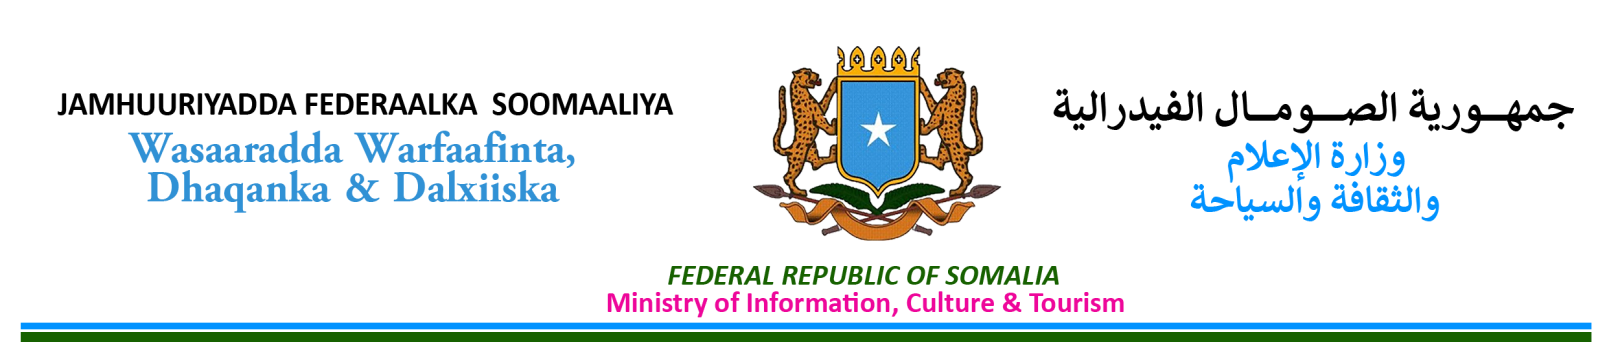 JAMHUURIYADDA FEDERAALKA SOOMAALIYA
Wasaaradda Warfaafinta,
Dhaqanka & Dalxiiska
جمهـورية الصـومـال الفيدرالية
وزارة الإعلام
والثقافة والسياحة
FEDERAL REPUBLIC OF SOMALIA
Ministry of Information, Culture & Tourism